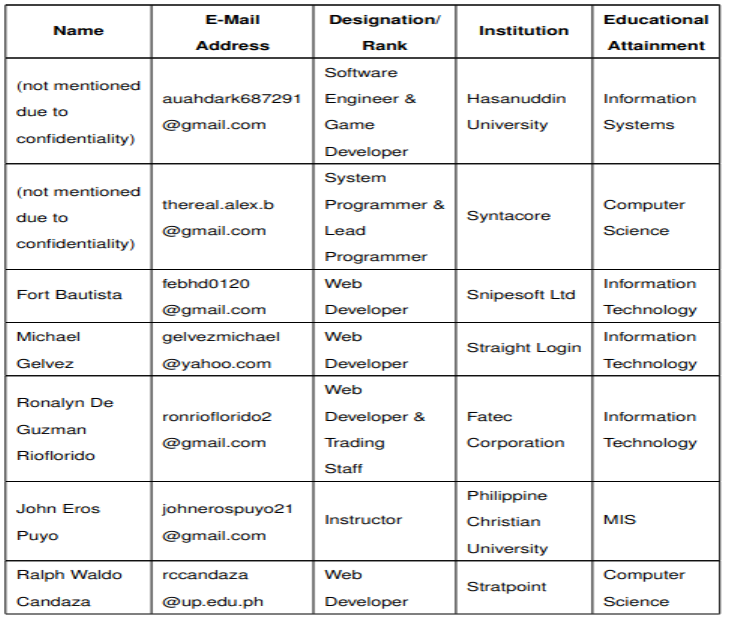 Name E-Mail Address Designation/ Rank Institution Educational Attainment
(not mentioned due to confidentiality) auahdark687291 @gmail.com Software Engineer & Game Developer Hasanuddin University Information Systems
(not mentioned due to confidentiality) thereal.alex.b @gmail.com System Programmer & Lead Programmer Syntacore Computer Science
Fort Bautista febhd0120 @gmail.com Web Developer Snipesoft Ltd Information Technology
Michael Gelvez gelvezmichael @yahoo.com Web Developer Straight Login Information Technology
Ronalyn De Guzman Rioflorido ronrioflorido2 @gmail.com Web Developer & Trading Staff Fatec Corporation Information Technology
John Eros Puyo johnerospuyo21 @gmail.com Instructor Philippine Christian University MIS
Ralph Waldo Candaza rccandaza @up.edu.ph Web Developer Stratpoint Computer Science